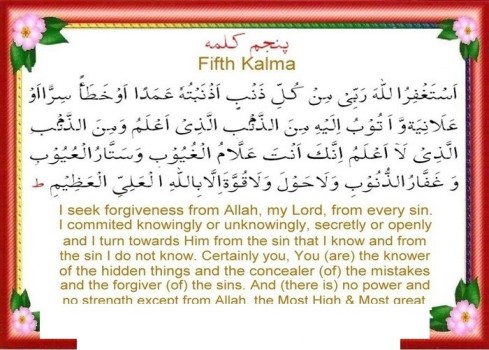 پنجم کلمہ
Fifth Kalma
اَسْتَغْفِرُ اللّٰهَ رَبِّيْ مِنْ كُلِّ ذَنْۢبٍ اَذْنَبْتُهٗ عَمَدًا اَوْ خَطَأً سِرًّا اَوْ
عَلَانِيَةً وَّ اَتُوْبُ اِلَيْهِ مِنَ الذَّنْۢبِ الَّذِيْ اَعْلَمُ وَمِنَ الذَّنْۢبِ
الَّذِيْ لَآ اَعْلَمُ اِنَّكَ اَنْتَ عَلَّامُ الْغُيُوْبِ وَسَتَّارُ الْعُيُوْبِ
وَ غَفَّارُ الذُّنُوْبِ وَلَا حَوْلَ وَلَا قُوَّةَ اِلَّا بِاللّٰهِ الْعَلِيِّ الْعَظِيْمِ ط
I seek forgiveness from Allah, my Lord, from every sin.
I commited knowingly or unknowingly, secretly or openly
and I turn towards Him from the sin that I know and from
the sin I do not know. Certainly you, You (are) the knower
of the hidden things and the concealer (of) the mistakes
and the forgiver (of) the sins. And (there is) no power and
no strength except from Allah, the Most High & Most great